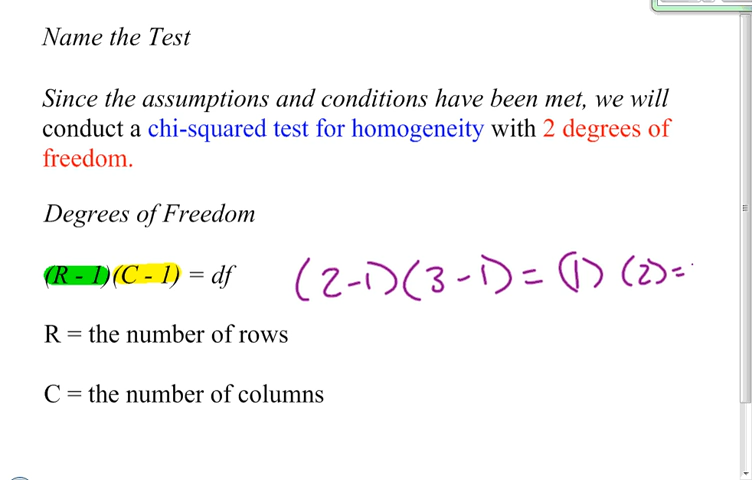 Name the Test
Since the assumptions and conditions have been met, we will
conduct a chi-squared test for homogeneity with 2 degrees of
freedom.
Degrees of Freedom
(R - 1)(C - 1) = df (2-1)(3-1) = (1) (2) =
R = the number of rows
C = the number of columns